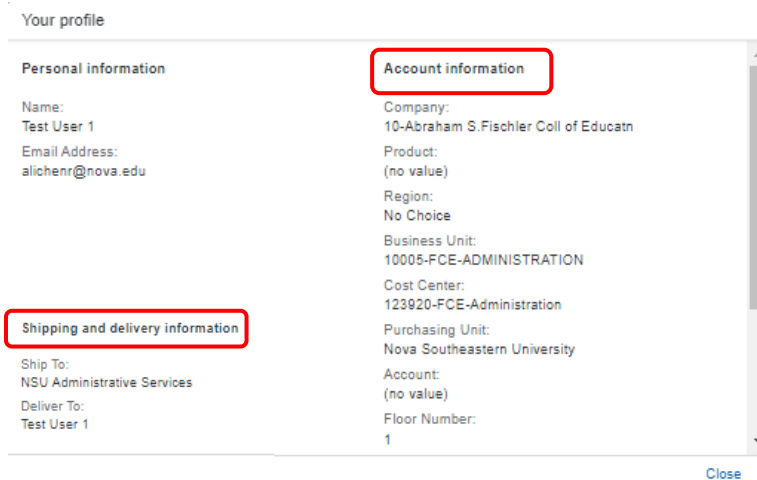 Your profile
Personal information
Name:
Test User 1
Email Address:
alichenr@nova.edu
Shipping and delivery information
Ship To:
NSU Administrative Services
Deliver To:
Test User 1
Account information
Company:
10-Abraham S.Fischler Coll of Educatn
Product:
(no value)
Region:
No Choice
Business Unit:
10005-FCE-ADMINISTRATION
Cost Center:
123920-FCE-Administration
Purchasing Unit:
Nova Southeastern University
Account:
(no value)
Floor Number:
1
Close